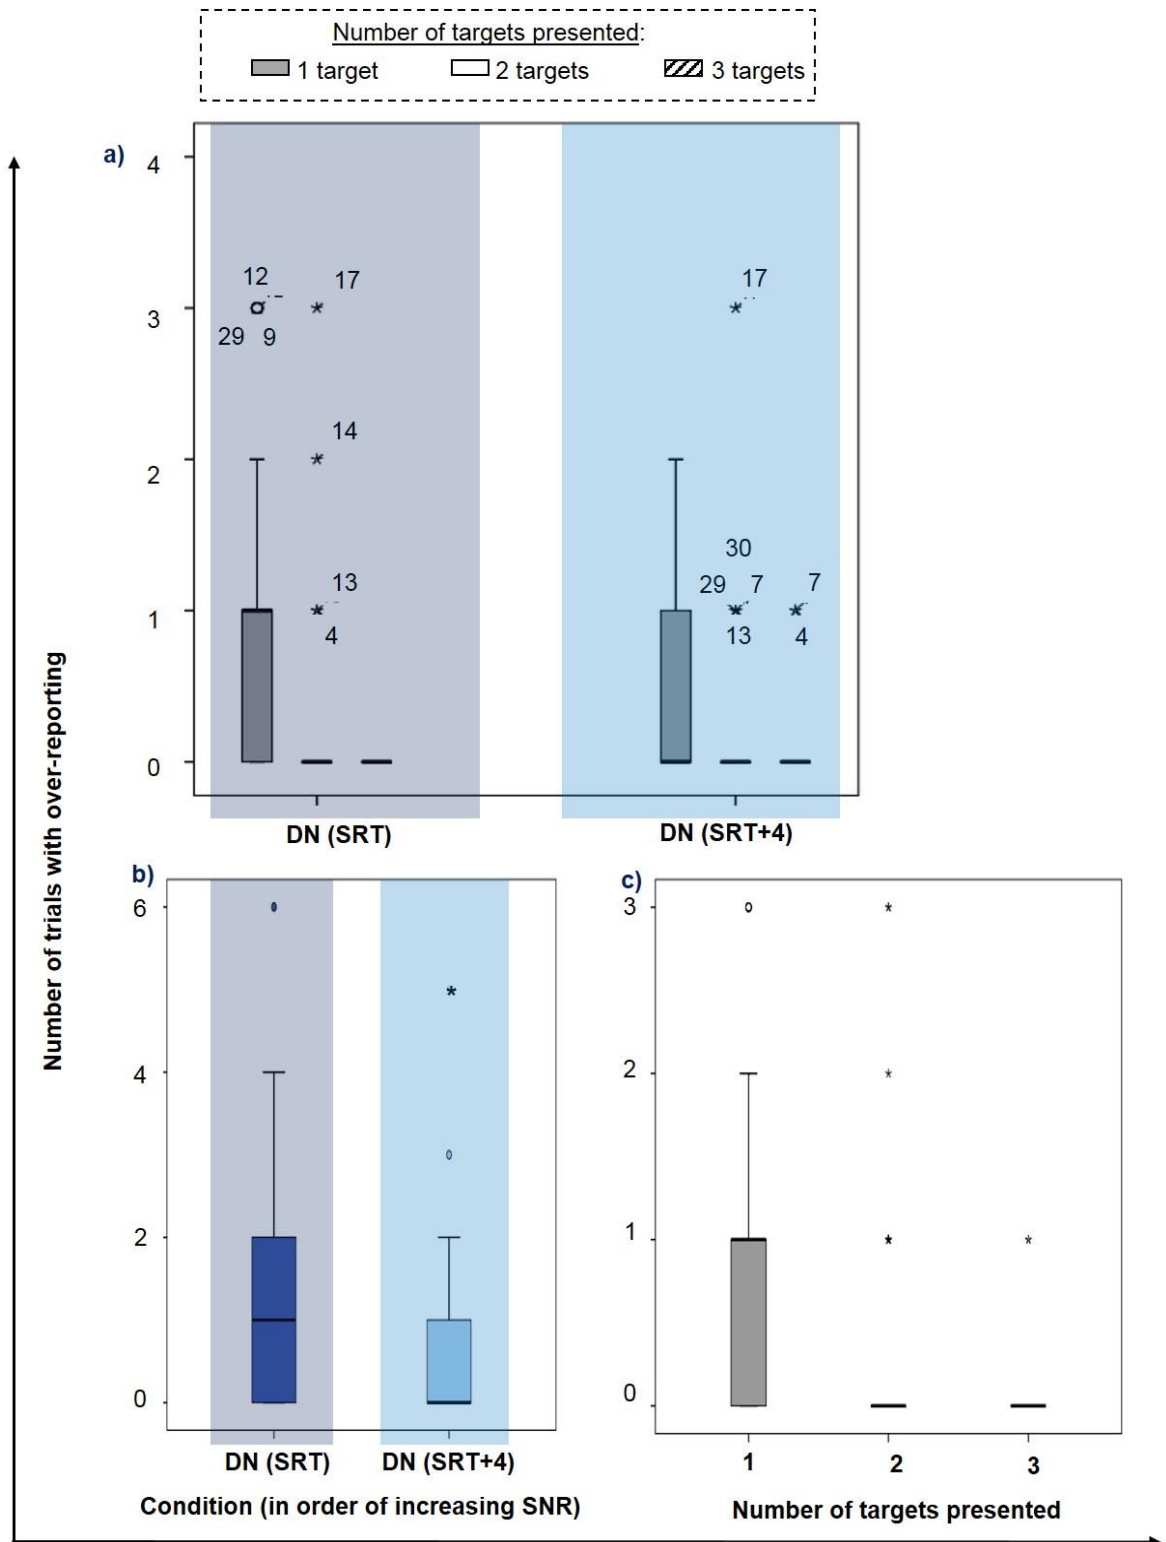 Number of targets presented:
1 target 2 targets 3 targets
a)
4
12 17 17
3
29 9
14
2
30
13 29 7 7
1
4 13 4
0
DN (SRT) DN (SRT+4)
Number of trials with over-reporting
b) c)
6 3
4 2
2 1
0 0
DN (SRT) DN (SRT+4) 1 2 3
Condition (in order of increasing SNR) Number of targets presented